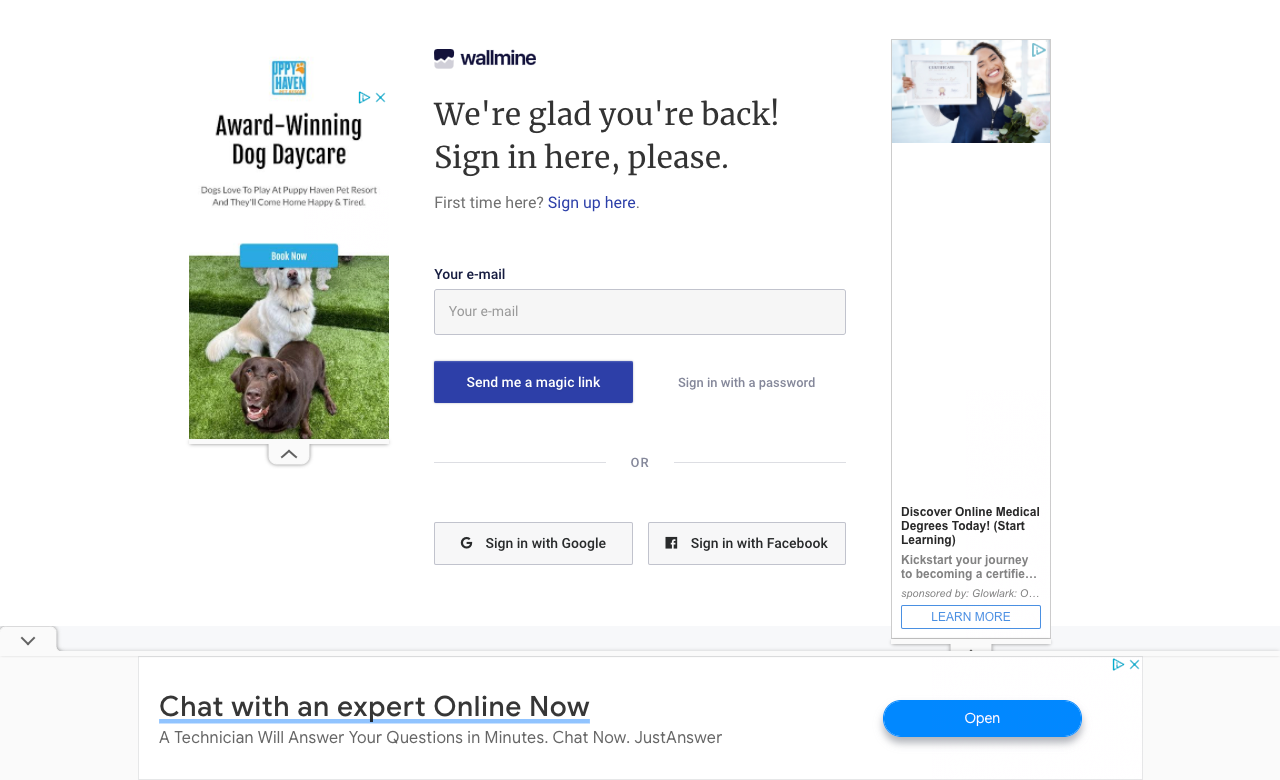 wallmine
We're glad you're back!
Sign in here, please.
First time here? Sign up here.
Your e-mail
Your e-mail
Send me a magic link
Sign in with a password
OR
Sign in with Google
Sign in with Facebook
UPPY
HAVEN
Award-Winning
Dog Daycare
Dogs Love To Play At Puppy Haven Pet Resort
And They'll Come Home Happy & Tired.
Book Now
CERTIFICATE
Discover Online Medical
Degrees Today! (Start
Learning)
Kickstart your journey
to becoming a certifie...
sponsored by: Glowlark: O...
LEARN MORE
Chat with an expert Online Now
A Technician Will Answer Your Questions in Minutes. Chat Now. JustAnswer
Open